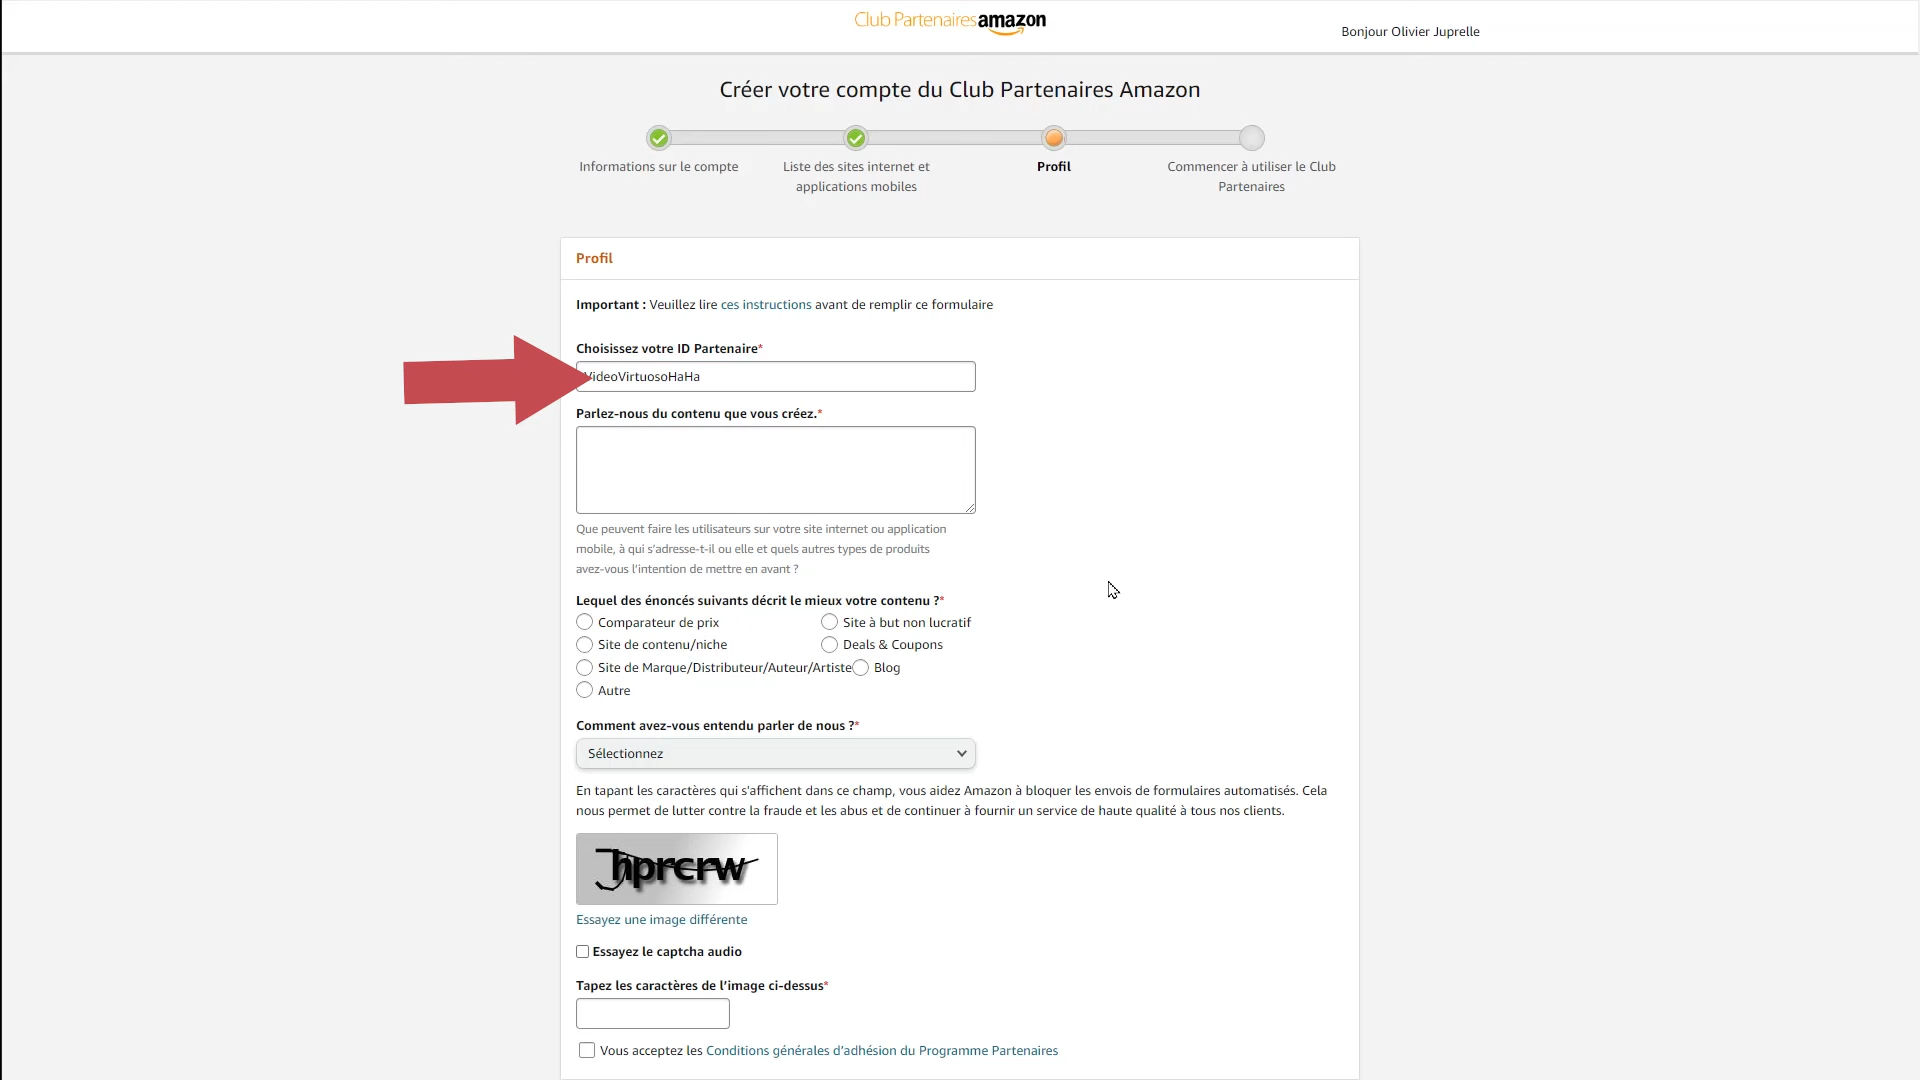 Club Partenaires amazon
Bonjour Olivier Juprelle
Créer votre compte du Club Partenaires Amazon
Informations sur le compte
Liste des sites internet et
applications mobiles
Profil
Commencer à utiliser le Club
Partenaires
Profil
Important : Veuillez lire ces instructions avant de remplir ce formulaire
Choisissez votre ID Partenaire*
VideoVirtuosoHaHa
Parlez-nous du contenu que vous créez.*
Que peuvent faire les utilisateurs sur votre site internet ou application
mobile, à qui s'adresse-t-il ou elle et quels autres types de produits
avez-vous l'intention de mettre en avant ?
Lequel des énoncés suivants décrit le mieux votre contenu ?*
Comparateur de prix
Site à but non lucratif
Site de contenu/niche
Deals & Coupons
Site de Marque/Distributeur/Auteur/Artiste
Blog
Autre
Comment avez-vous entendu parler de nous ?*
Sélectionnez
En tapant les caractères qui s'affichent dans ce champ, vous aidez Amazon à bloquer les envois de formulaires automatisés. Cela
nous permet de lutter contre la fraude et les abus et de continuer à fournir un service de haute qualité à tous nos clients.
Essayez une image différente
Essayez le captcha audio
Tapez les caractères de l'image ci-dessus*
Vous acceptez les Conditions générales d'adhésion du Programme Partenaires